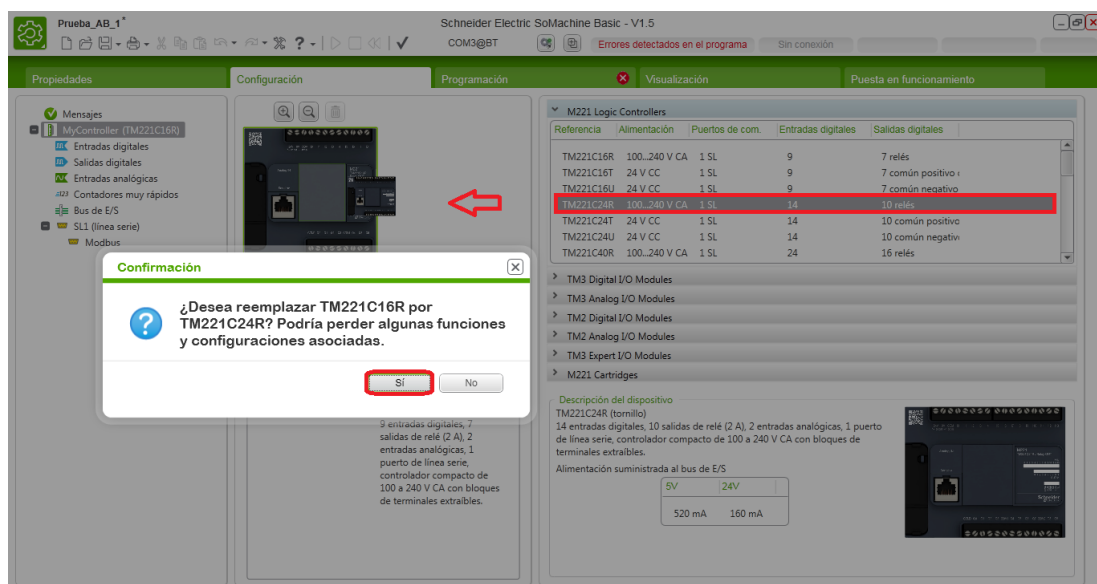 Prueba_AB_1*
Schneider Electric SoMachine Basic - V1.5
COM3@BT
Errores detectados en el programa
Sin conexión
Propiedades
Configuración
Programación
Visualización
Puesta en funcionamiento
Mensajes
MyController (TM221C16R)
Entradas digitales
Salidas digitales
Entradas analógicas
Contadores muy rápidos
Bus de E/S
SL1 (línea serie)
Modbus
M221 Logic Controllers
Referencia Alimentación Puertos de com. Entradas digitales Salidas digitales
TM221C16R 100...240 V CA 1 SL 9 7 relés
TM221C16T 24 V CC 1 SL 9 7 común positivo
TM221C16U 24 V CC 1 SL 9 7 común negativo
TM221C24R 100...240 V CA 1 SL 14 10 relés
TM221C24T 24 V CC 1 SL 14 10 común positivo
TM221C24U 24 V CC 1 SL 14 10 común negativ
TM221C40R 100...240 V CA 1 SL 24 16 relés
TM3 Digital I/O Modules
TM3 Analog I/O Modules
TM2 Digital I/O Modules
TM2 Analog I/O Modules
TM3 Expert I/O Modules
M221 Cartridges
Confirmación
¿Desea reemplazar TM221C16R por
TM221C24R? Podría perder algunas funciones
y configuraciones asociadas.
Sí
No
9 entradas digitales, 7
salidas de relé (2 A), 2
entradas analógicas, 1
puerto de línea serie,
controlador compacto de
100 a 240 V CA con bloques
de terminales extraíbles.
Descripción del dispositivo
TM221C24R (tornillo)
14 entradas digitales, 10 salidas de relé (2 A), 2 entradas analógicas, 1 puerto
de línea serie, controlador compacto de 100 a 240 V CA con bloques de
terminales extraíbles.
Alimentación suministrada al bus de E/S
5V 24V
520 mA 160 mA
Schneider